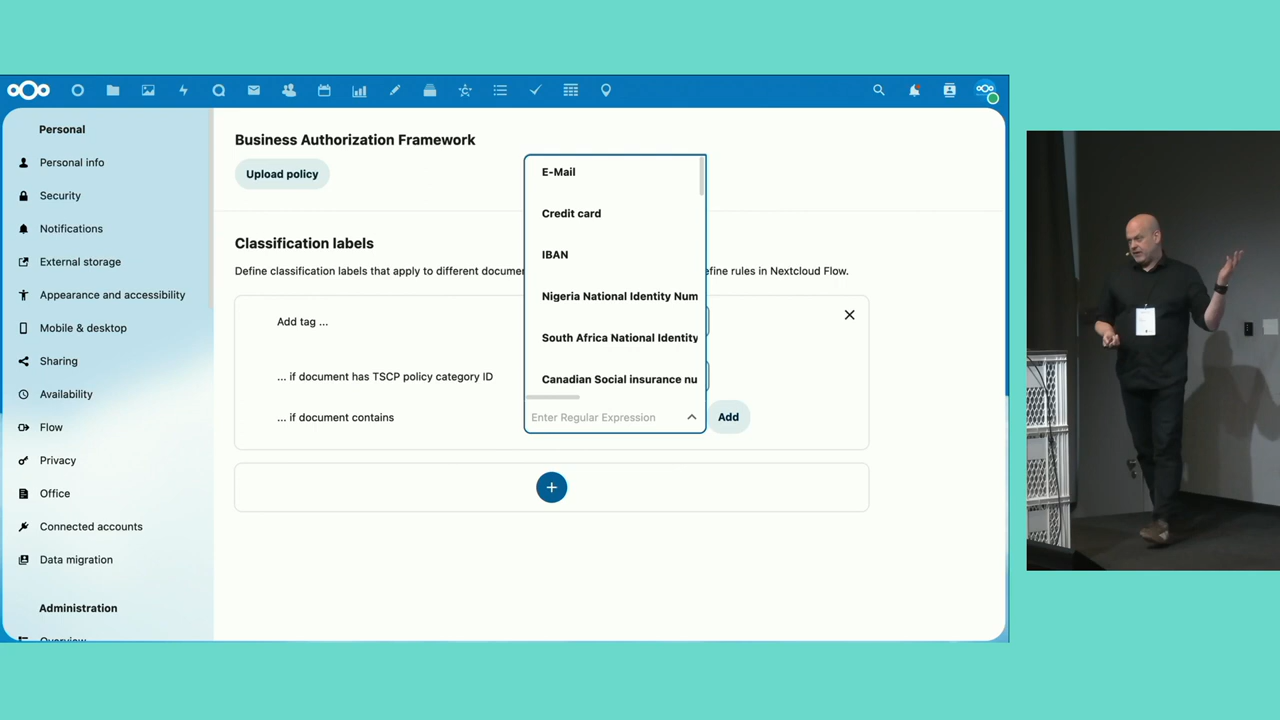 Personal
Personal info
Security
Notifications
External storage
Appearance and accessibility
Mobile & desktop
Sharing
Availability
Flow
Privacy
Office
Connected accounts
Data migration
Administration
Overview
Business Authorization Framework
Upload policy
Classification labels
Define classification labels that apply to different docume
efine rules in Nextcloud Flow.
Add tag ...
... if document has TSCP policy category ID
... if document contains
E-Mail
Credit card
IBAN
Nigeria National Identity Num
South Africa National Identity
Canadian Social insurance nu
Enter Regular Expression
Add